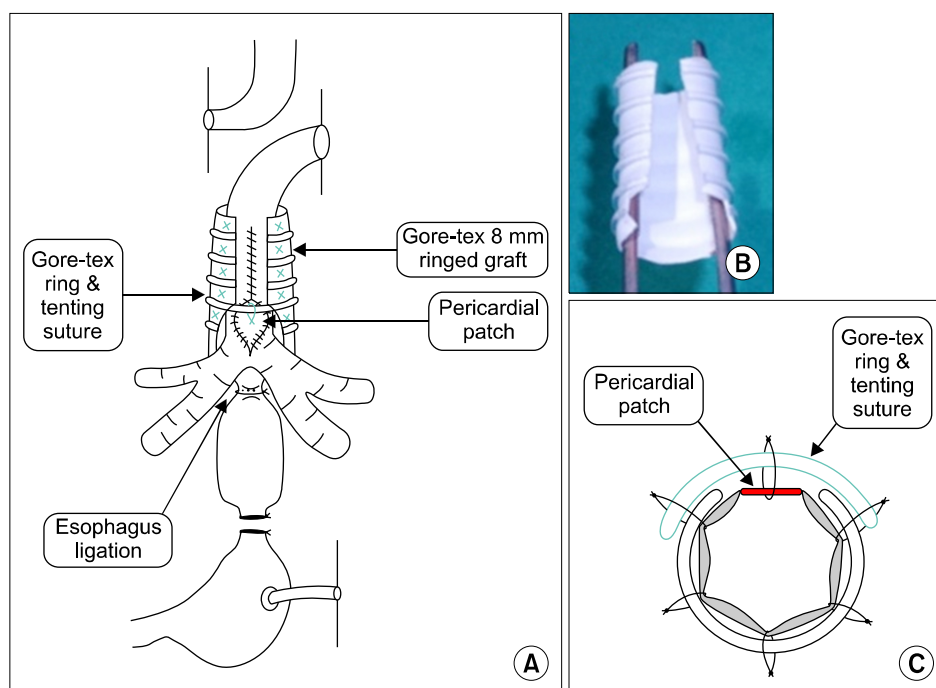 Gore-tex
ring &
tenting
suture
Gore-tex 8 mm
ringed graft
Pericardial
patch
Esophagus
ligation
A
B
Gore-tex
ring &
tenting
suture
Pericardial
patch
C